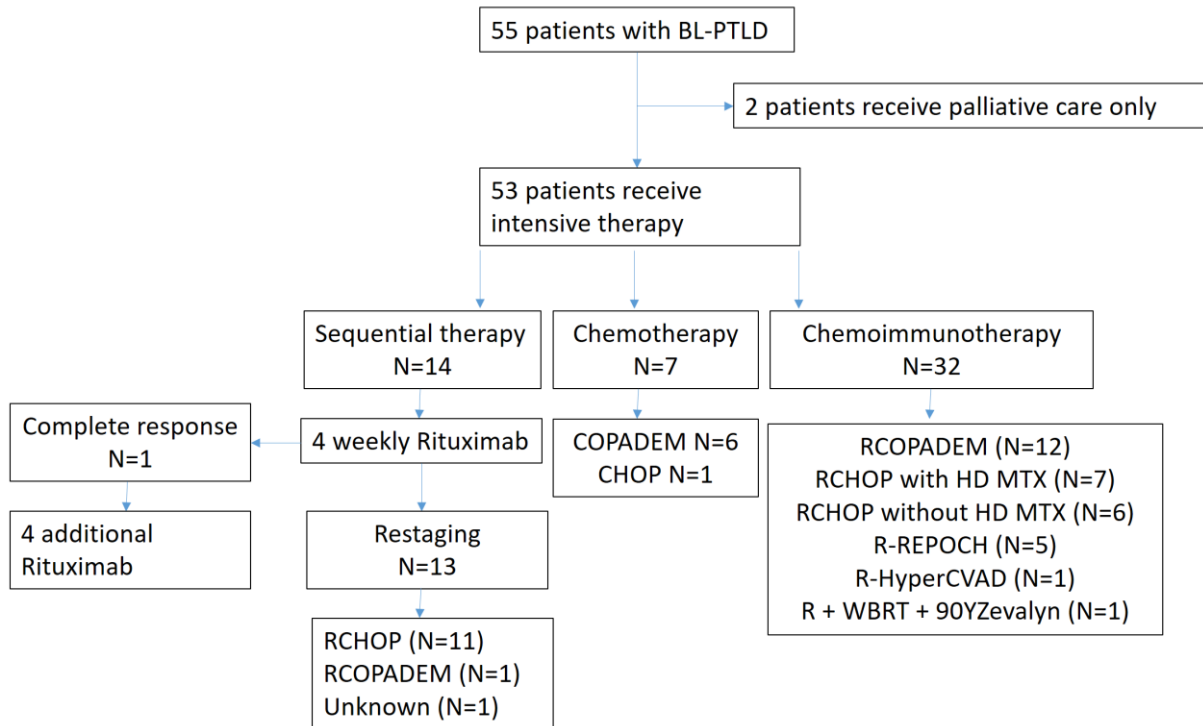 55 patients with BL-PTLD
2 patients receive palliative care only
53 patients receive
intensive therapy
Sequential therapy
N=14
Chemotherapy
N=7
Chemoimmunotherapy
N=32
Complete response
N=1
4 weekly Rituximab
COPADEM N=6
CHOP N=1
RCOPADEM (N=12)
RCHOP with HD MTX (N=7)
RCHOP without HD MTX (N=6)
R-REPOCH (N=5)
R-HyperCVAD (N=1)
R + WBRT + 90YZevalyn (N=1)
4 additional
Rituximab
Restaging
N=13
RCHOP (N=11)
RCOPADEM (N=1)
Unknown (N=1)